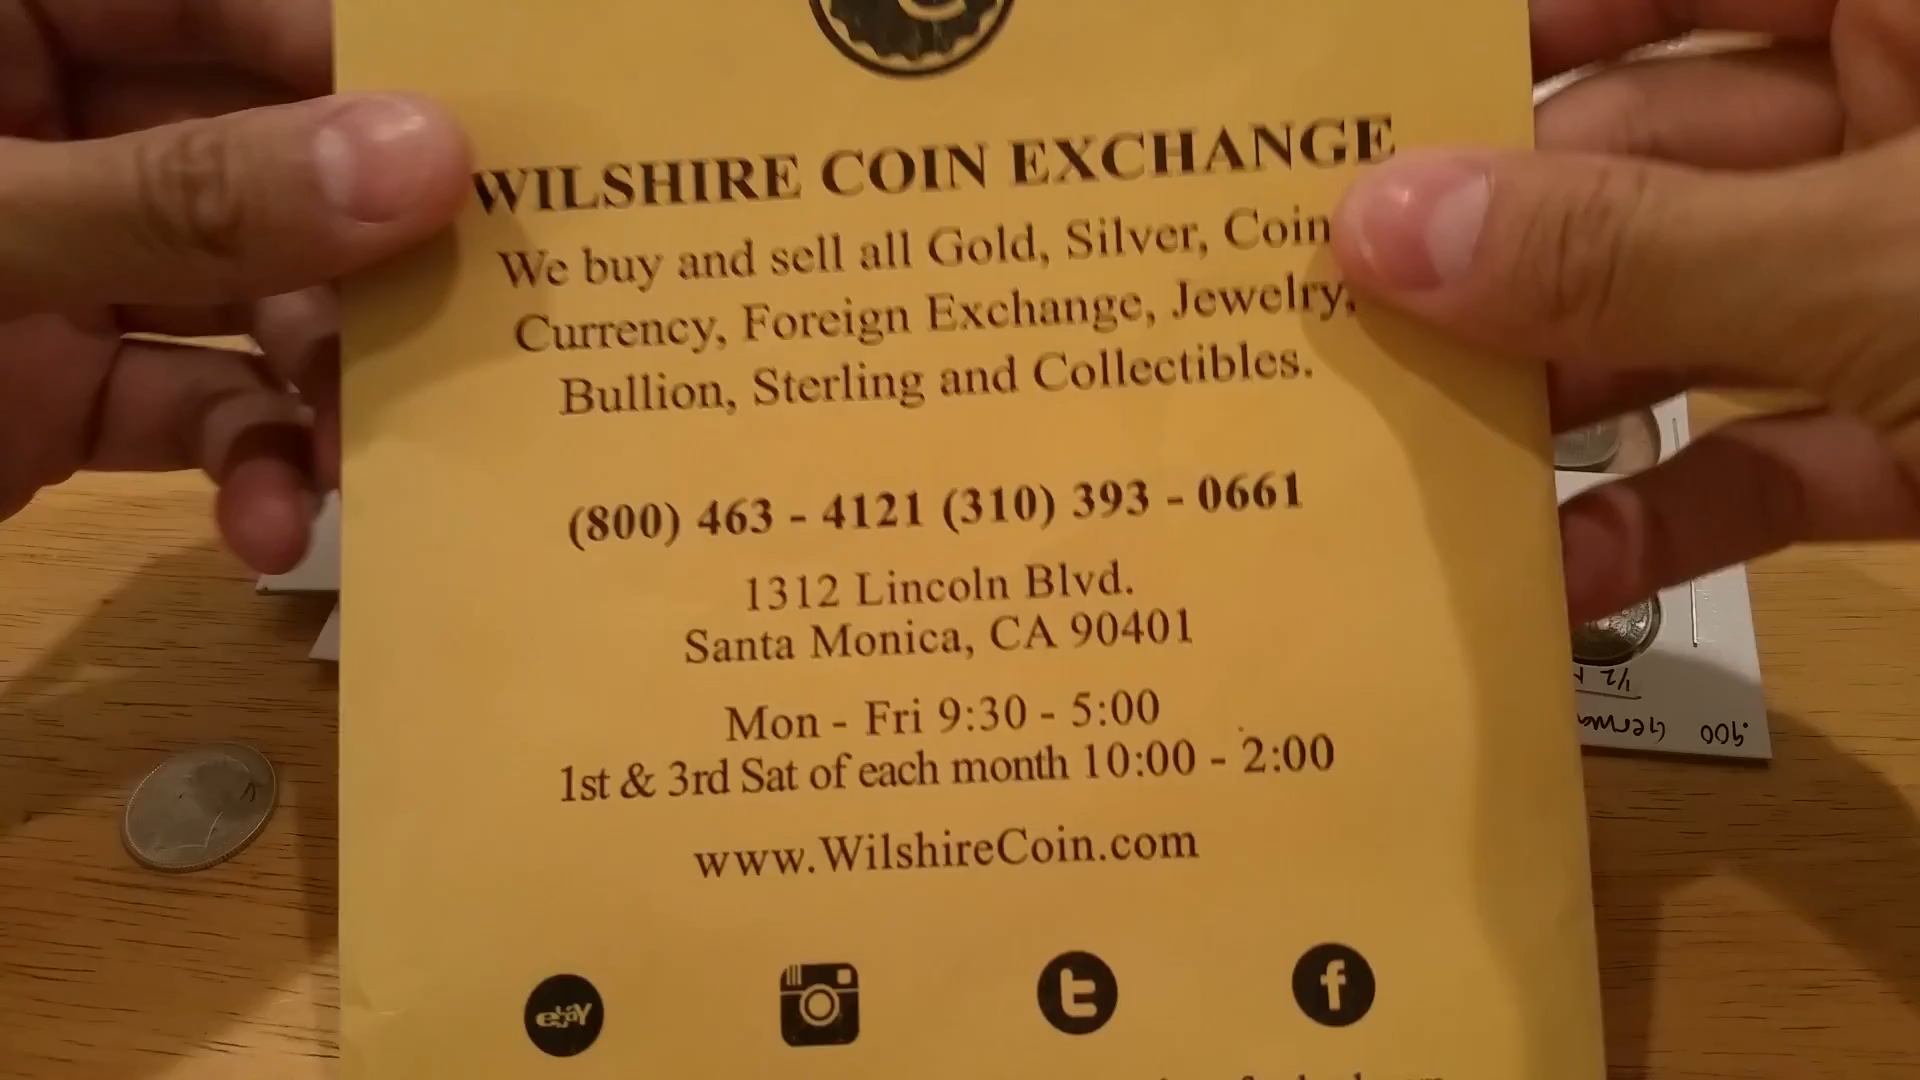 WILSHIRE COIN EXCHANGE
We buy and sell all Gold, Silver, Coin
Currency, Foreign Exchange, Jewelry,
Bullion, Sterling and Collectibles.
(800) 463 - 4121 (310) 393 - 0661
1312 Lincoln Blvd.
Santa Monica, CA 90401
Mon - Fri 9:30 - 5:00
1st & 3rd Sat of each month 10:00 - 2:00
www.WilshireCoin.com
ebay
.900
1/2